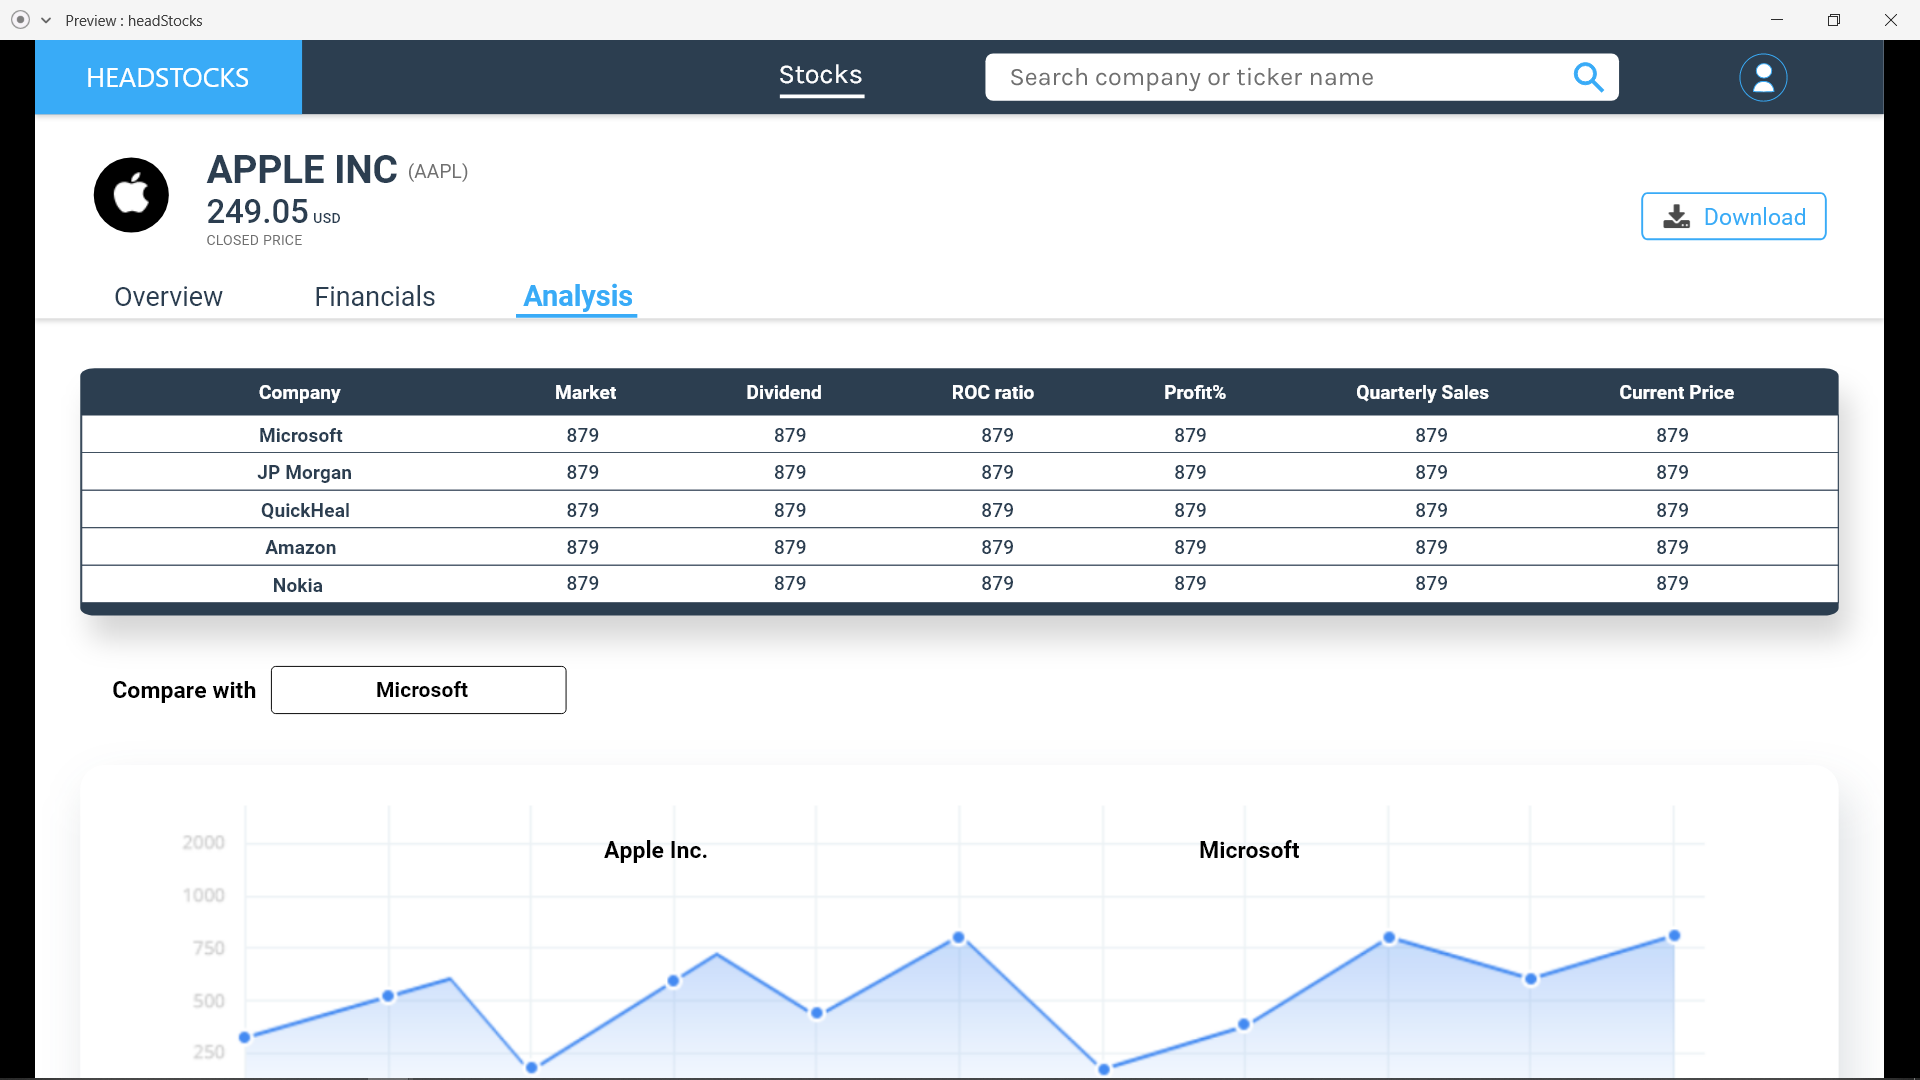 Preview : headStocks
HEADSTOCKS
Stocks
Search company or ticker name
APPLE INC (AAPL)
249.05 USD
CLOSED PRICE
Download
Overview Financials Analysis
Company Market Dividend ROC ratio Profit% Quarterly Sales Current Price
Microsoft 879 879 879 879 879 879
JP Morgan 879 879 879 879 879 879
QuickHeal 879 879 879 879 879 879
Amazon 879 879 879 879 879 879
Nokia 879 879 879 879 879 879
Compare with Microsoft
Apple Inc. Microsoft
2000
1000
750
500
250